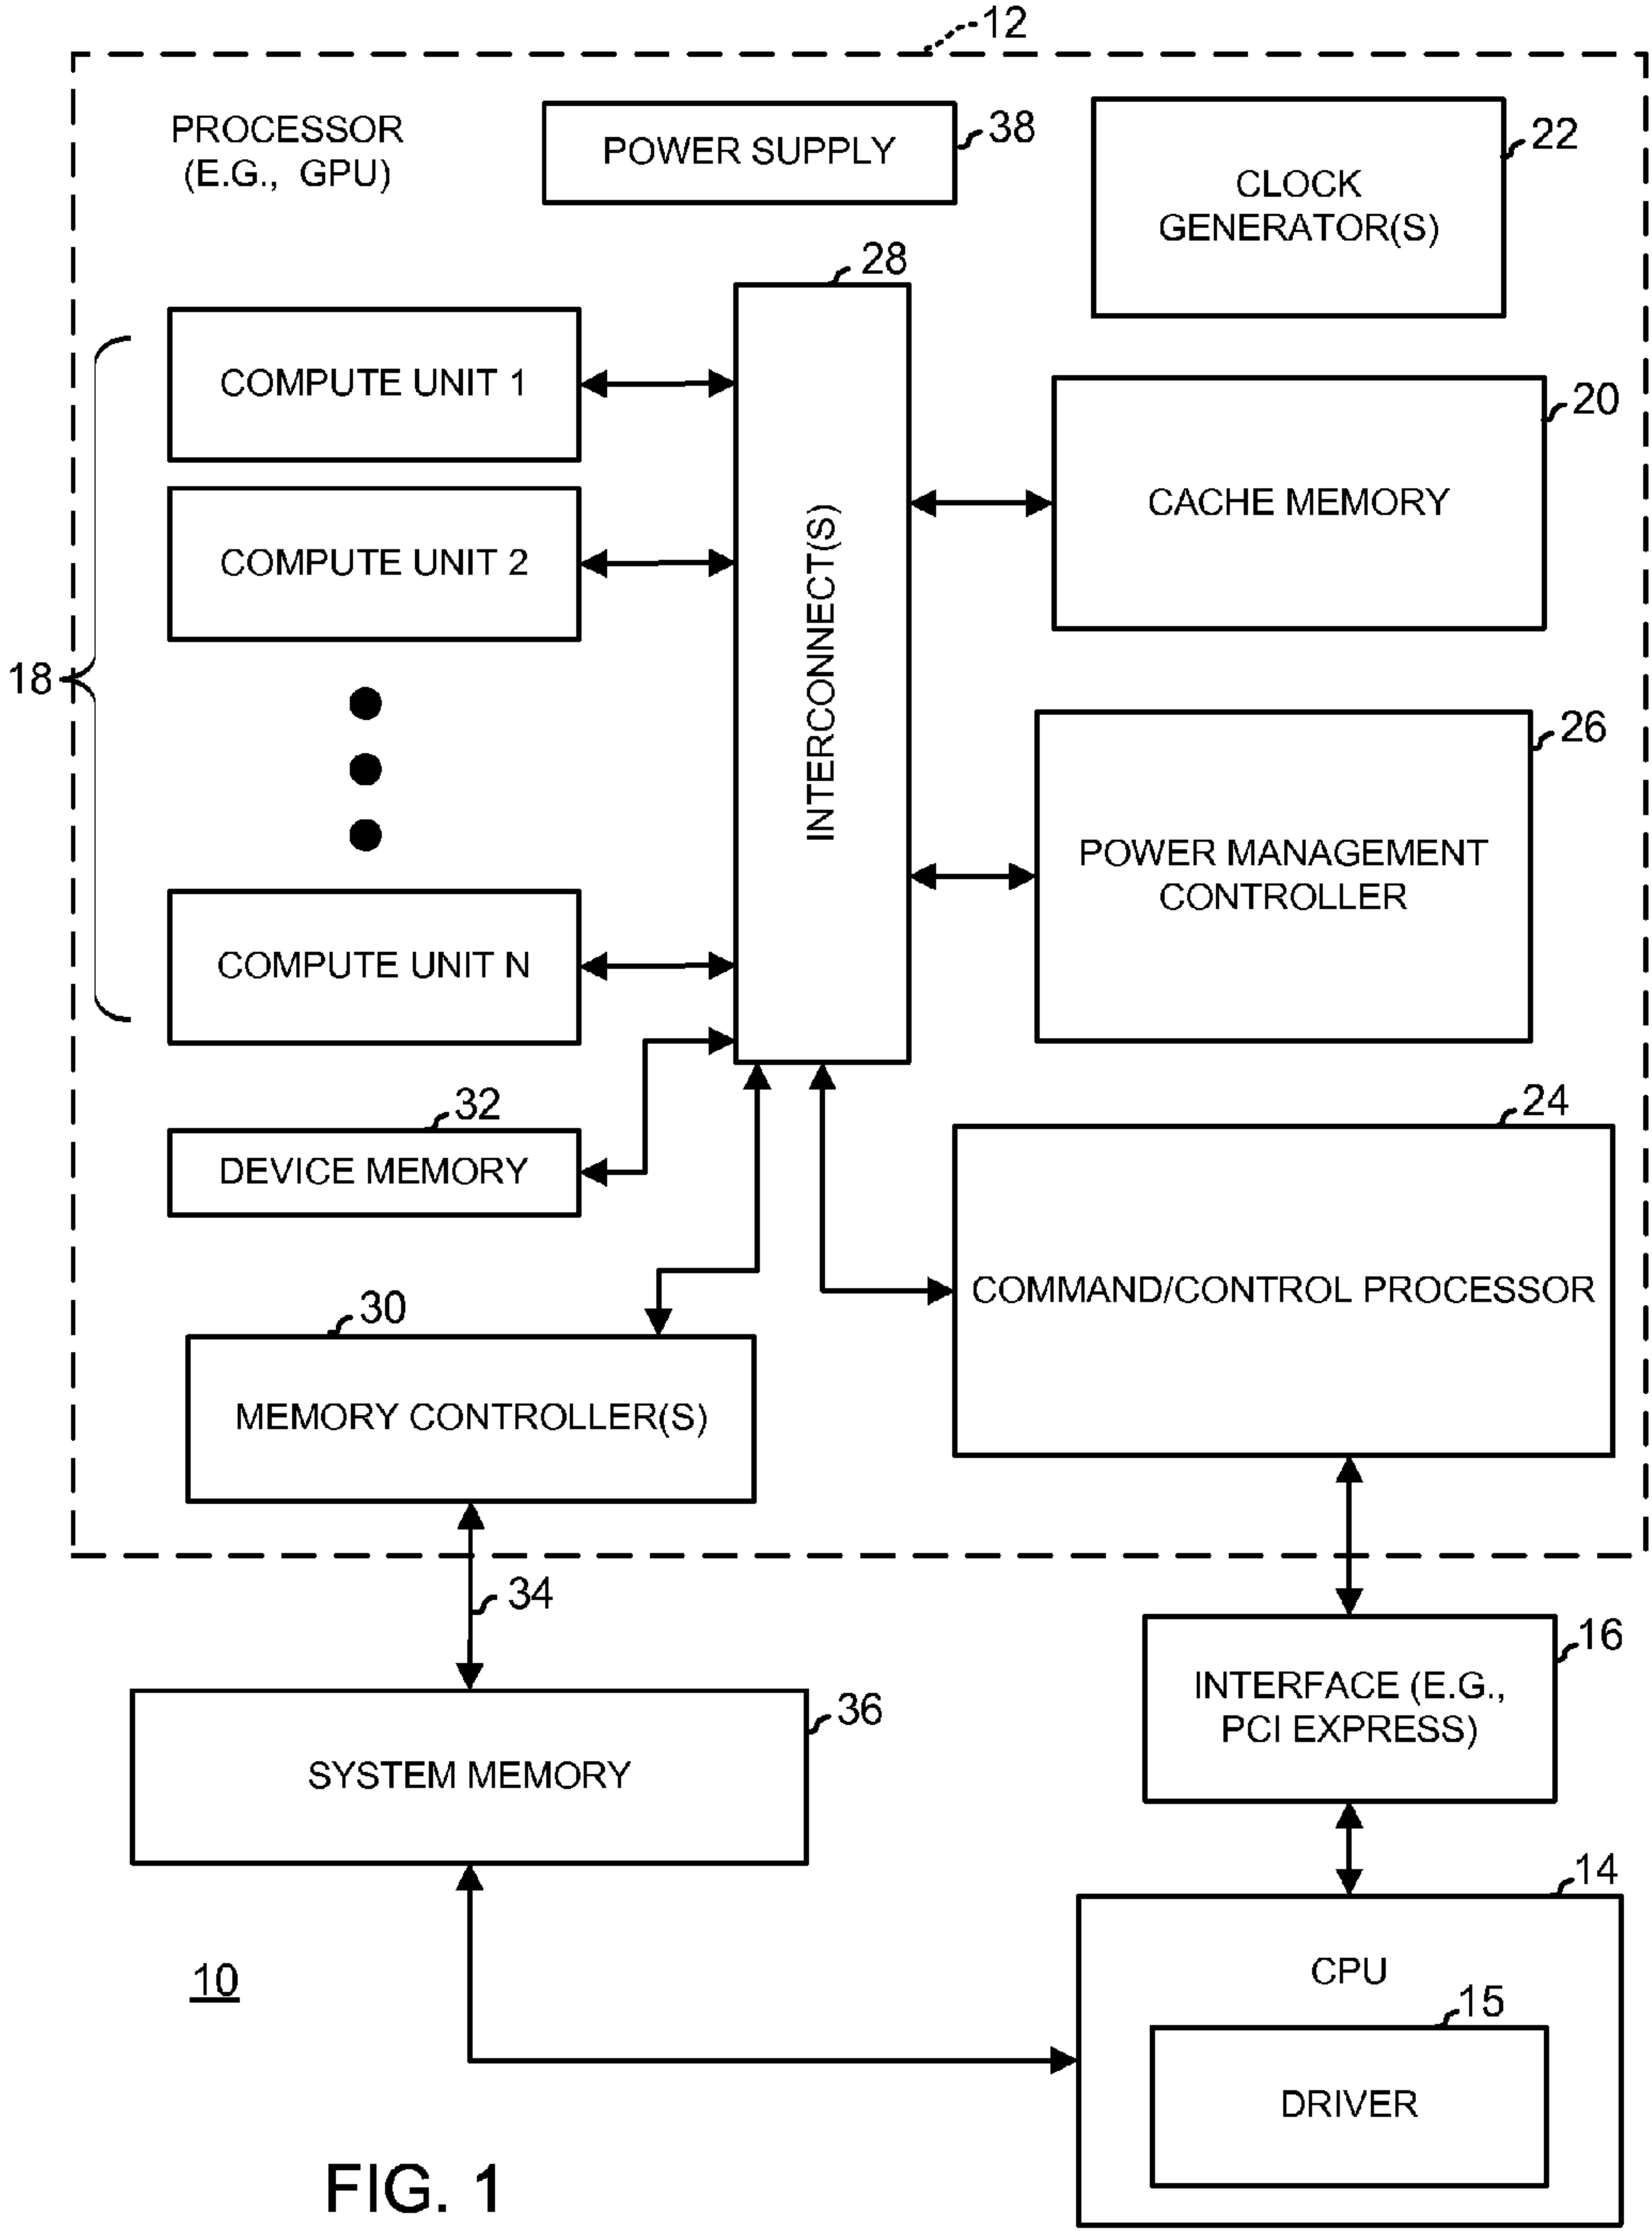 12
PROCESSOR
(E.G., GPU)
POWER SUPPLY
38
CLOCK
GENERATOR(S)
22
28
COMPUTE UNIT 1
CACHE MEMORY
20
COMPUTE UNIT 2
INTERCONNECT(S)
18
POWER MANAGEMENT
CONTROLLER
26
COMPUTE UNIT N
32
DEVICE MEMORY
24
COMMAND/CONTROL PROCESSOR
30
MEMORY CONTROLLER(S)
34
INTERFACE (E.G.,
PCI EXPRESS)
16
36
SYSTEM MEMORY
14
CPU
10
15
DRIVER
FIG. 1